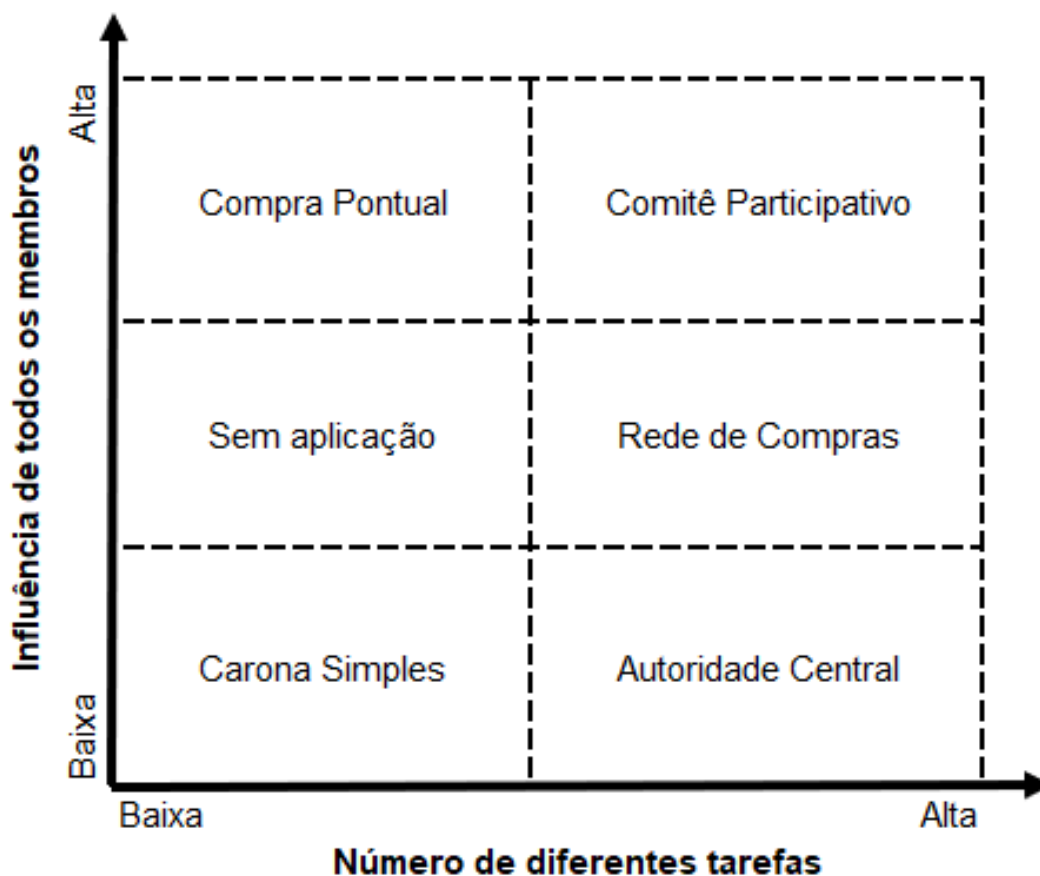 Influência de todos os membros
Alta
Baixa
Compra Pontual
Comitê Participativo
Sem aplicação
Rede de Compras
Carona Simples
Autoridade Central
Baixa
Alta
Número de diferentes tarefas